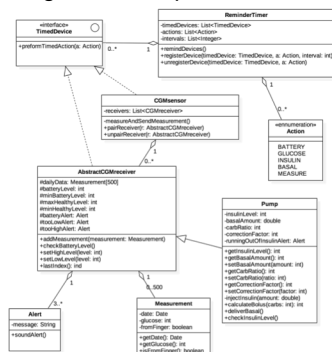 «interface»
TimedDevice
+preformTimedAction(a: Action)
0..*
1
ReminderTimer
-timedDevices: List<TimedDevice>
-actions: List<Action>
-intervals: List<Integer>
+remindDevices()
+registerDevice(timedDevice: TimedDevice, a: Action, interval: int)
+unregisterDevice(timedDevice: TimedDevice, a: Action)
1
0..*
«ennumeration»
Action
BATTERY
GLUCOSE
INSULIN
BASAL
MEASURE
CGMsensor
-receivers: List<CGMreceiver>
-measureAndSendMeasurement()
+pairReceiver(r: AbstractCGMreceiver)
+unpairReceiver(r: AbstractCGMreceiver)
1
0..*
AbstractCGMreceiver
#dailyData: Measurement[500]
#batteryLevel: int
#minBatteryLevel: int
#maxHealthyLevel: int
#minHealthyLevel: int
#batteryAlert: Alert
#tooLowAlert: Alert
#tooHighAlert: Alert
+addMeasurement(measurement: Measurement)
+checkBatteryLevel()
+setHighLevel(level: int)
+setLowLevel(level: int)
+lastIndex(): int
Pump
-insulinLevel: int
-basalAmount: double
-carbRatio: int
-correctionFactor: int
-runningOutOfInsulinAlert: Alert
+getInsulinLevel(): int
+getBasalAmount(): int
+setBasalAmount(amount: int)
+getCarbRatio(): int
+setCarbRatio(ratio: int)
+getCorrectionFactor(): int
+setCorrectionFactor(factor: int)
-injectInsulin(amount: double)
+calculateBolus(carbs: int): int
+deliverBasal()
+checkInsulinLevel()
1
3..*
1
0..500
Alert
-message: String
+soundAlert()
Measurement
-date: Date
-glucose: int
-fromFinger: boolean
+getDate(): Date
+getGlucose(): int
+isFromFinger(): boolean